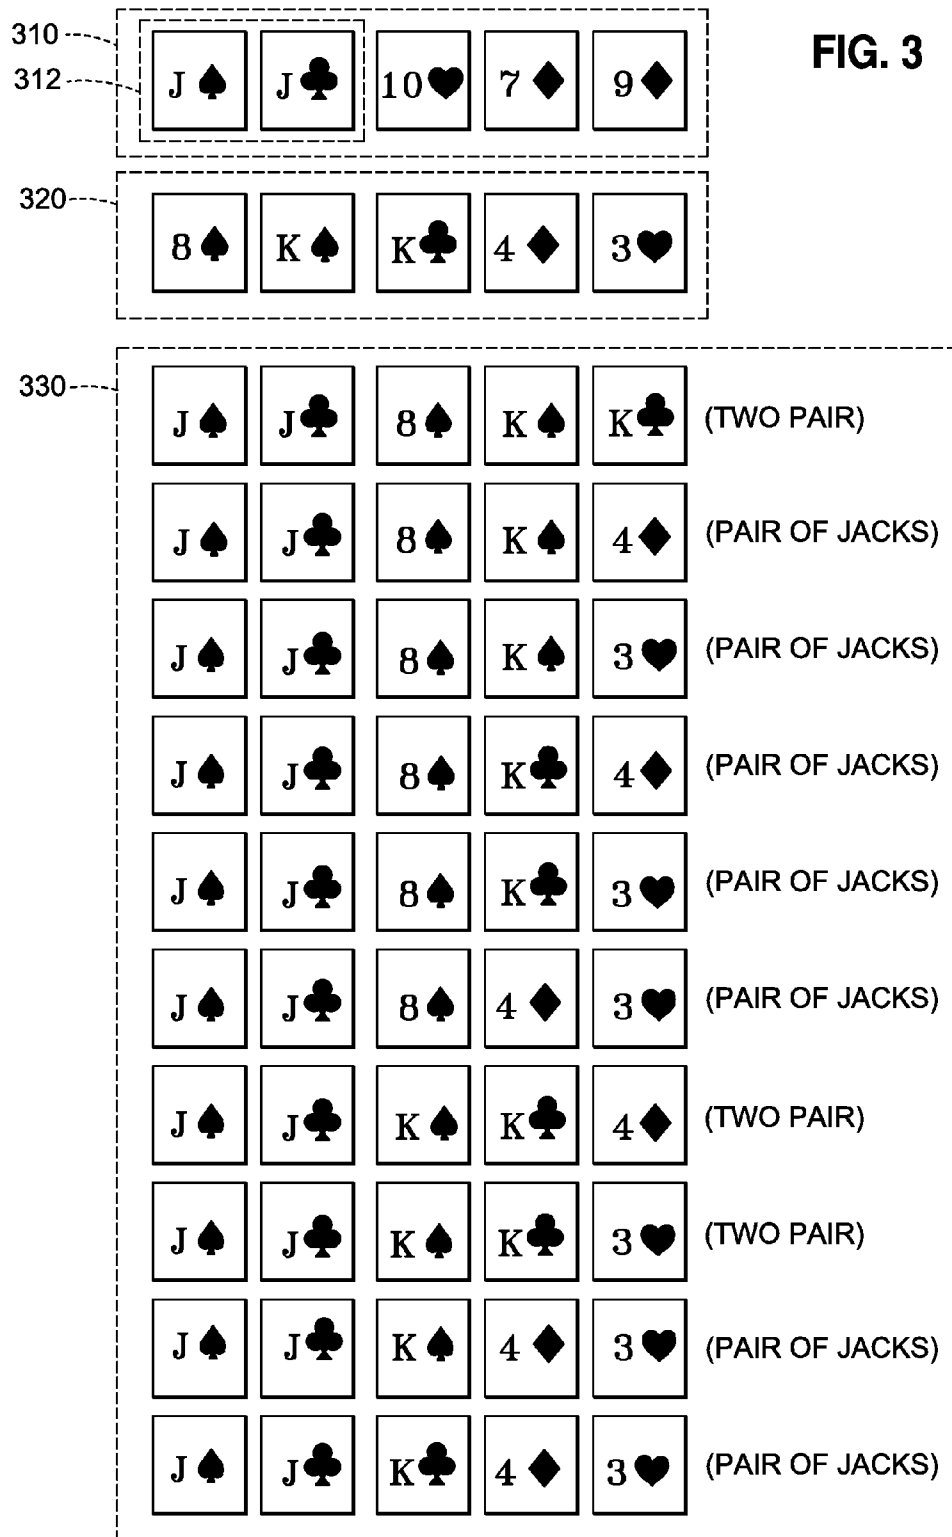 310
FIG. 3
312
J♠ J♣ 10♥ 7♦ 9♦
320
8♠ K♠ K♣ 4♦ 3♥
330
J♠ J♣ 8♠ K♠ K♣ (TWO PAIR)
J♠ J♣ 8♠ K♠ 4♦ (PAIR OF JACKS)
J♠ J♣ 8♠ K♠ 3♥ (PAIR OF JACKS)
J♠ J♣ 8♠ K♣ 4♦ (PAIR OF JACKS)
J♠ J♣ 8♠ K♣ 3♥ (PAIR OF JACKS)
J♠ J♣ 8♠ 4♦ 3♥ (PAIR OF JACKS)
J♠ J♣ K♠ K♣ 4♦ (TWO PAIR)
J♠ J♣ K♠ K♣ 3♥ (TWO PAIR)
J♠ J♣ K♠ 4♦ 3♥ (PAIR OF JACKS)
J♠ J♣ K♣ 4♦ 3♥ (PAIR OF JACKS)